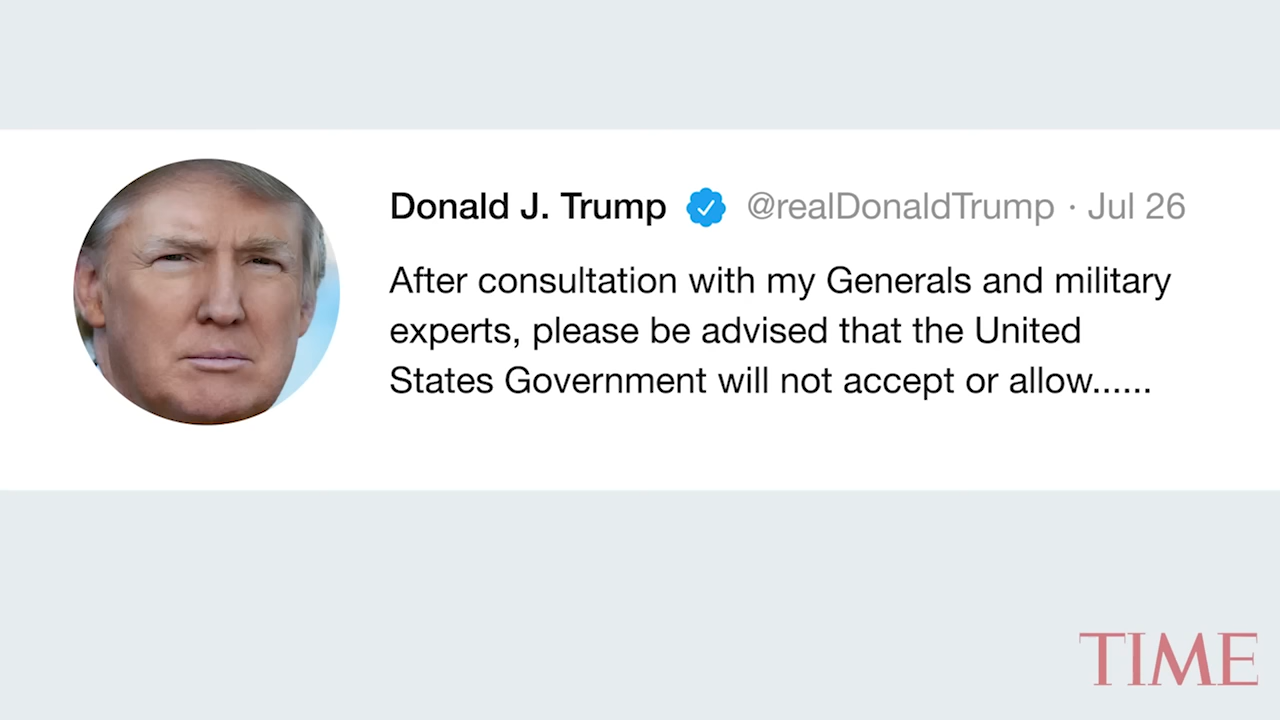 Donald J. Trump @realDonaldTrump · Jul 26
After consultation with my Generals and military
experts, please be advised that the United
States Government will not accept or allow......
TIME